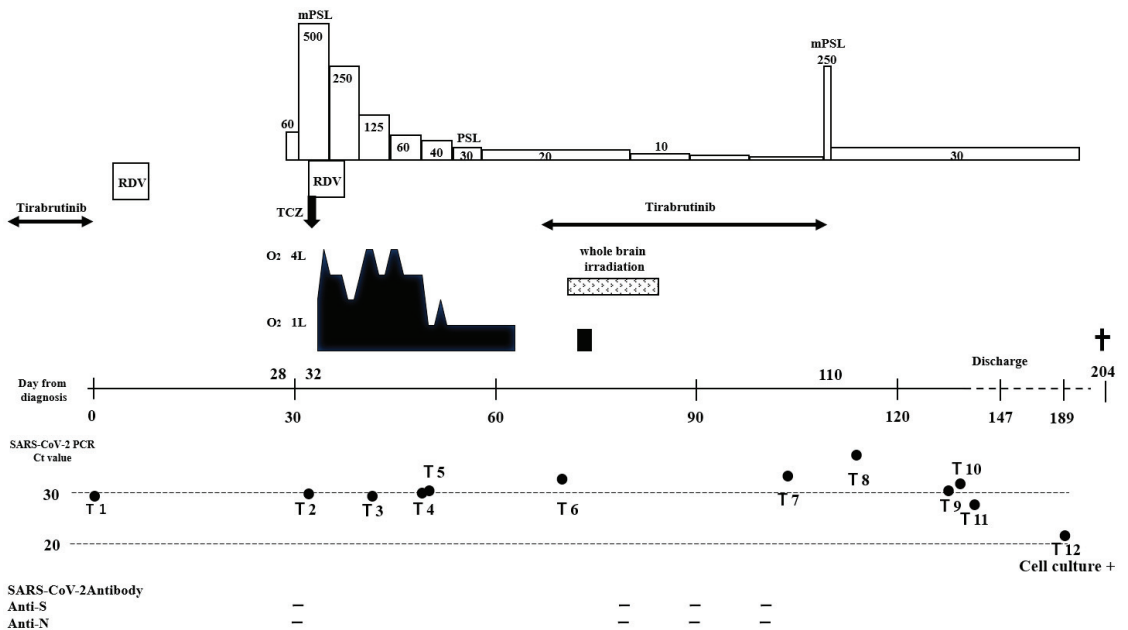 mPSL
500
mPSL
250
250
60
125
PSL
60
40
30
20
10
30
RDV
RDV
Tirabrutinib
TCZ
Tirabrutinib
O2 4L
whole brain
irradiation
O2 1L
Discharge
28
32
110
204
Day from
diagnosis
0
30
60
90
120
147
189
SARS-CoV-2 PCR
Ct value
30
20
T 1
T 2
T 3
T 4
T 5
T 6
T 7
T 8
T 9
T 10
T 11
T 12
Cell culture +
SARS-CoV-2Antibody
Anti-S − − − −
Anti-N − − − −